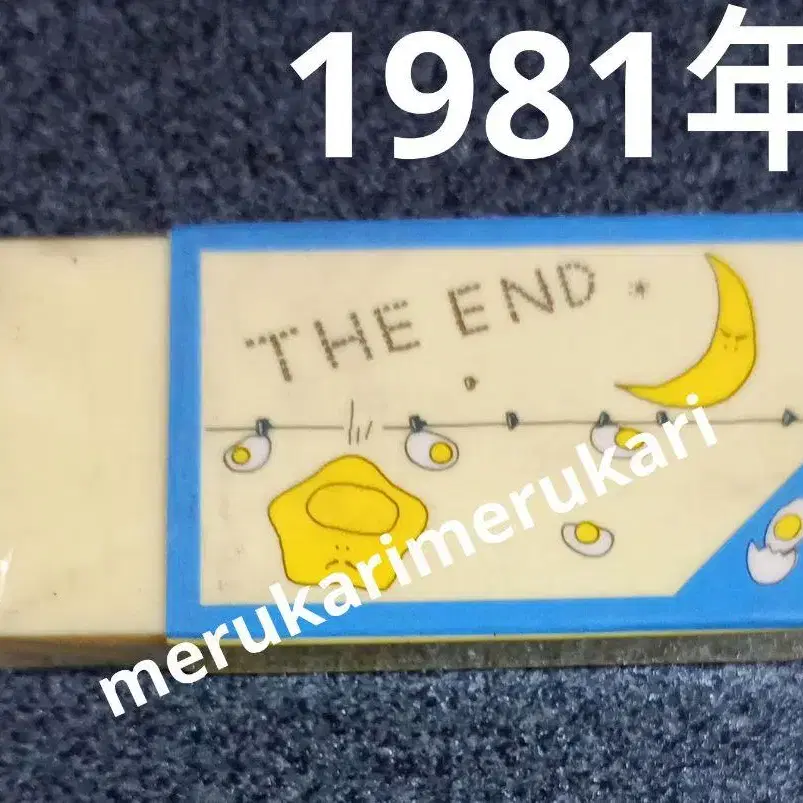 1981年
THE END
merukarimerukari